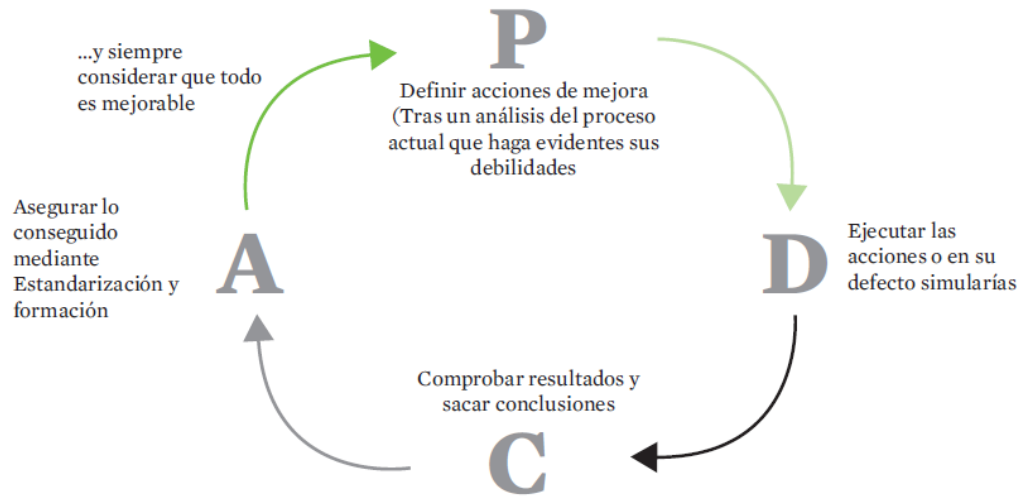 P
Definir acciones de mejora
(Tras un análisis del proceso
actual que haga evidentes sus
debilidades
D
Ejecutar las
acciones o en su
defecto simularías
Comprobar resultados y
sacar conclusiones
C
A
Asegurar lo
conseguido
mediante
Estandarización y
formación
...y siempre
considerar que todo
es mejorable